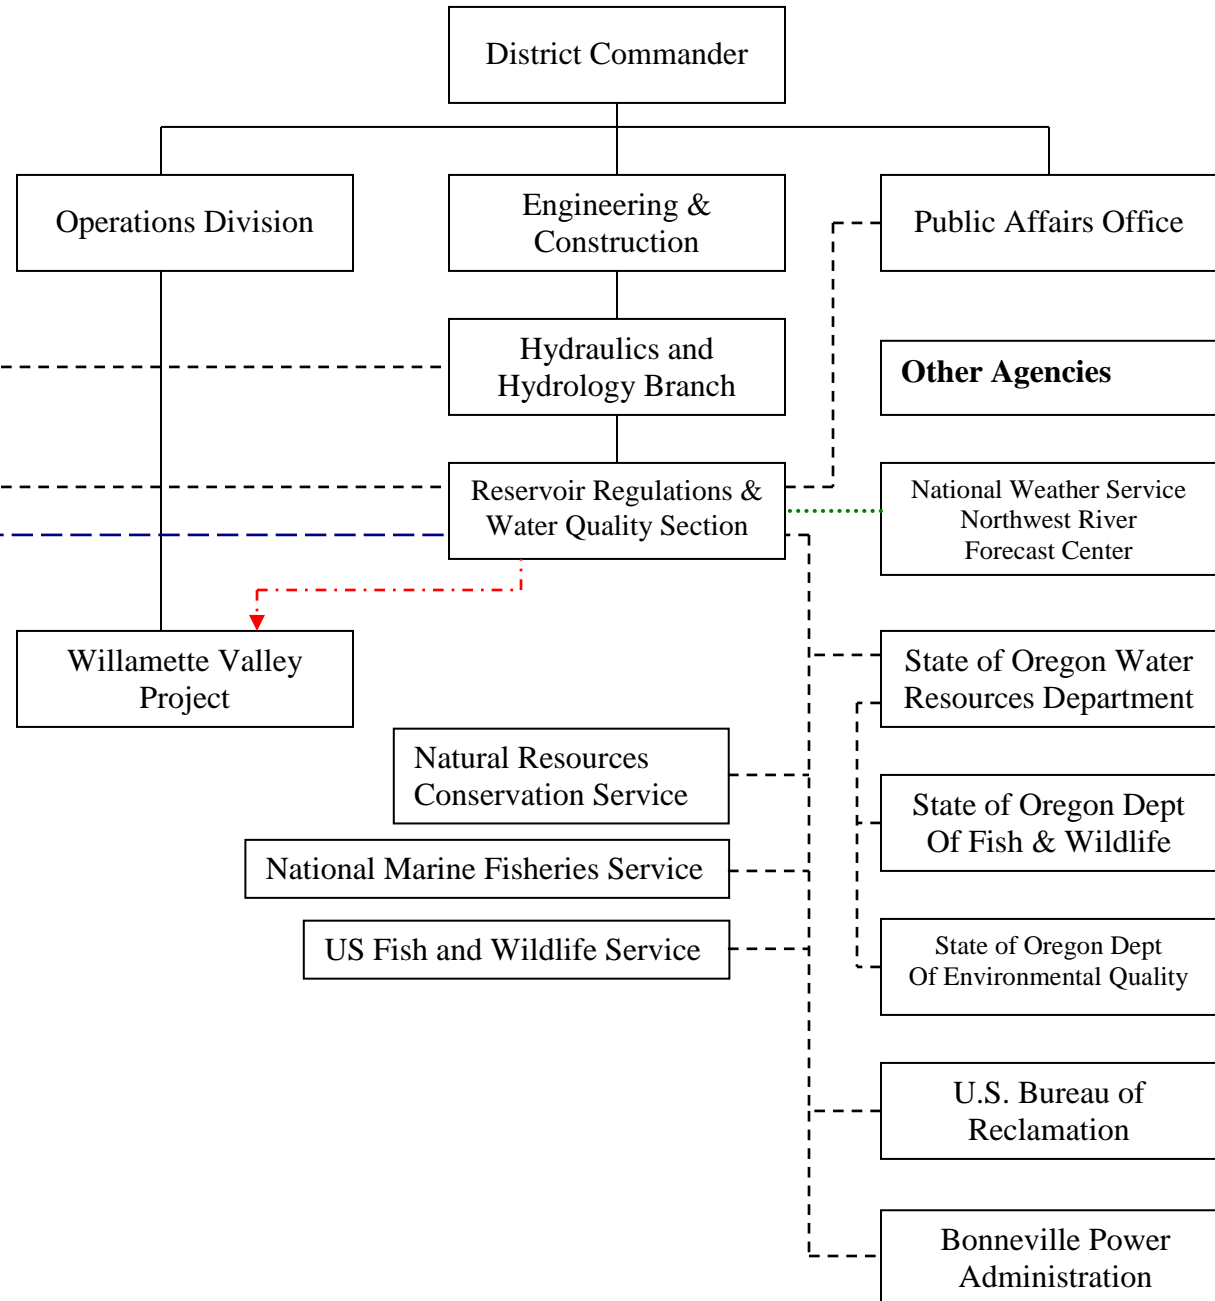 District Commander
Operations Division
Engineering &
Construction
Public Affairs Office
Hydraulics and
Hydrology Branch
Other Agencies
Reservoir Regulations &
Water Quality Section
National Weather Service
Northwest River
Forecast Center
Willamette Valley
Project
State of Oregon Water
Resources Department
Natural Resources
Conservation Service
State of Oregon Dept
Of Fish & Wildlife
National Marine Fisheries Service
US Fish and Wildlife Service
State of Oregon Dept
Of Environmental Quality
U.S. Bureau of
Reclamation
Bonneville Power
Administration